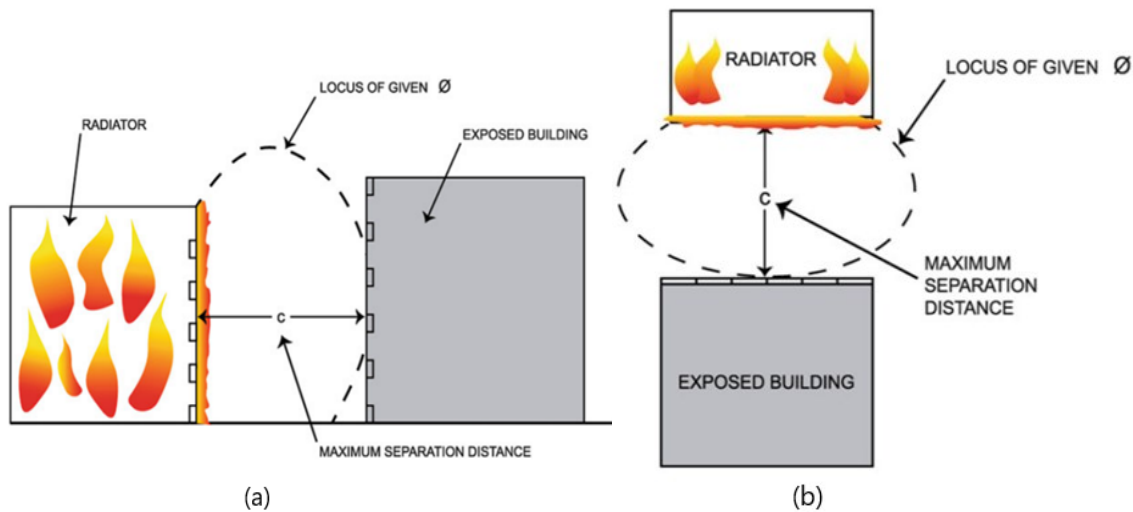 LOCUS OF GIVEN Ø
RADIATOR
EXPOSED BUILDING
C
MAXIMUM SEPARATION DISTANCE
(a)
RADIATOR
LOCUS OF GIVEN Ø
C
MAXIMUM
SEPARATION
DISTANCE
EXPOSED BUILDING
(b)